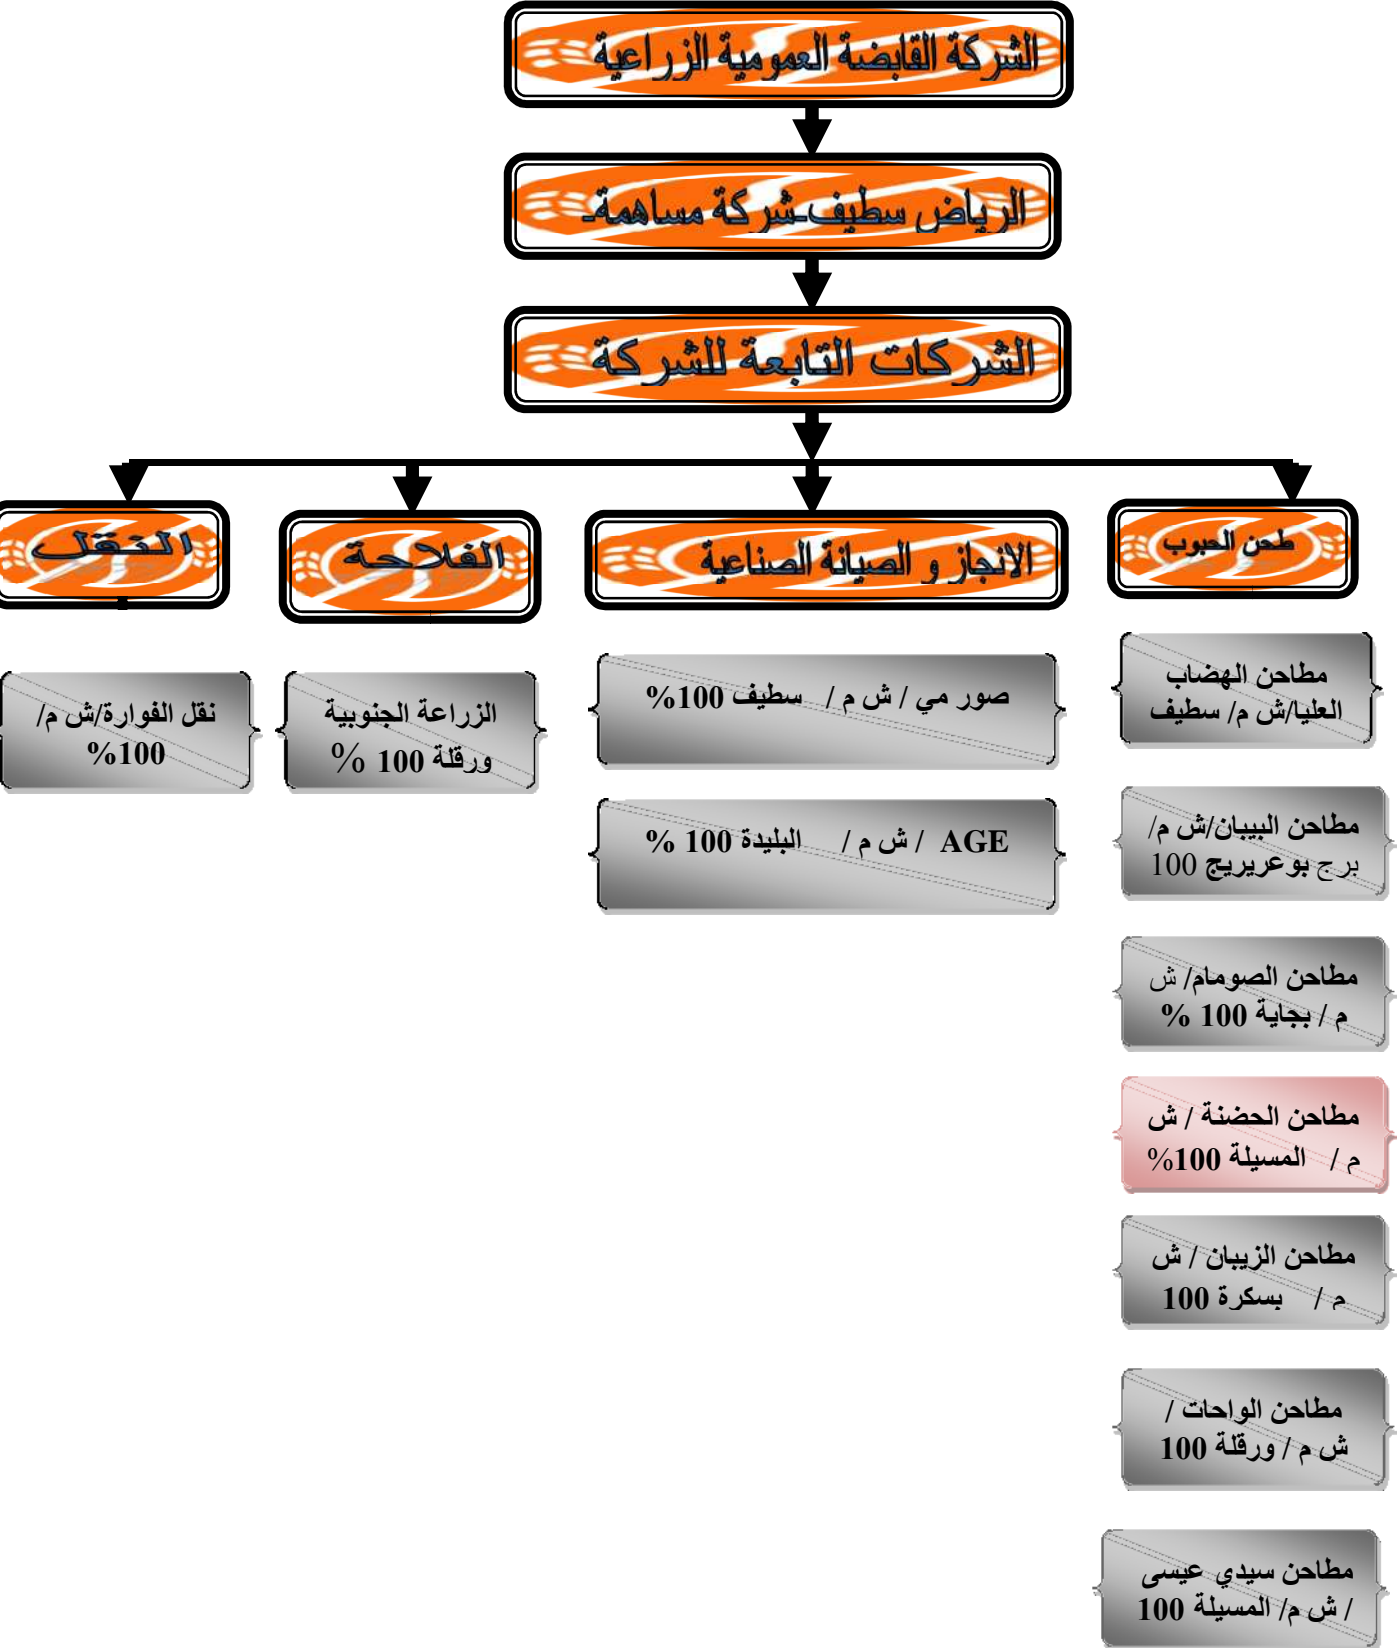 الشركة القابضة العمومية الزراعية
الرياض سطيف-شركة مساهمة-
الشركات التابعة للشركة
طحن الحبوب
الانجاز و الصيانة الصناعية
الفلاحة
النقل
مطاحن الهضاب
العليا/ش م/ سطيف
مطاحن البيبان/ش م/
برج بوعريريج 100
مطاحن الصومام/ ش
م / بجاية 100 %
مطاحن الحضنة / ش
م / المسيلة 100%
مطاحن الزيبان / ش
م / بسكرة 100
مطاحن الواحات /
ش م / ورقلة 100
مطاحن سيدي عيسى
/ ش م/ المسيلة 100
صور مي / ش م / سطيف 100%
AGE / ش م / البليدة 100 %
الزراعة الجنوبية
ورقلة 100 %
نقل الفوارة/ش م/
100%